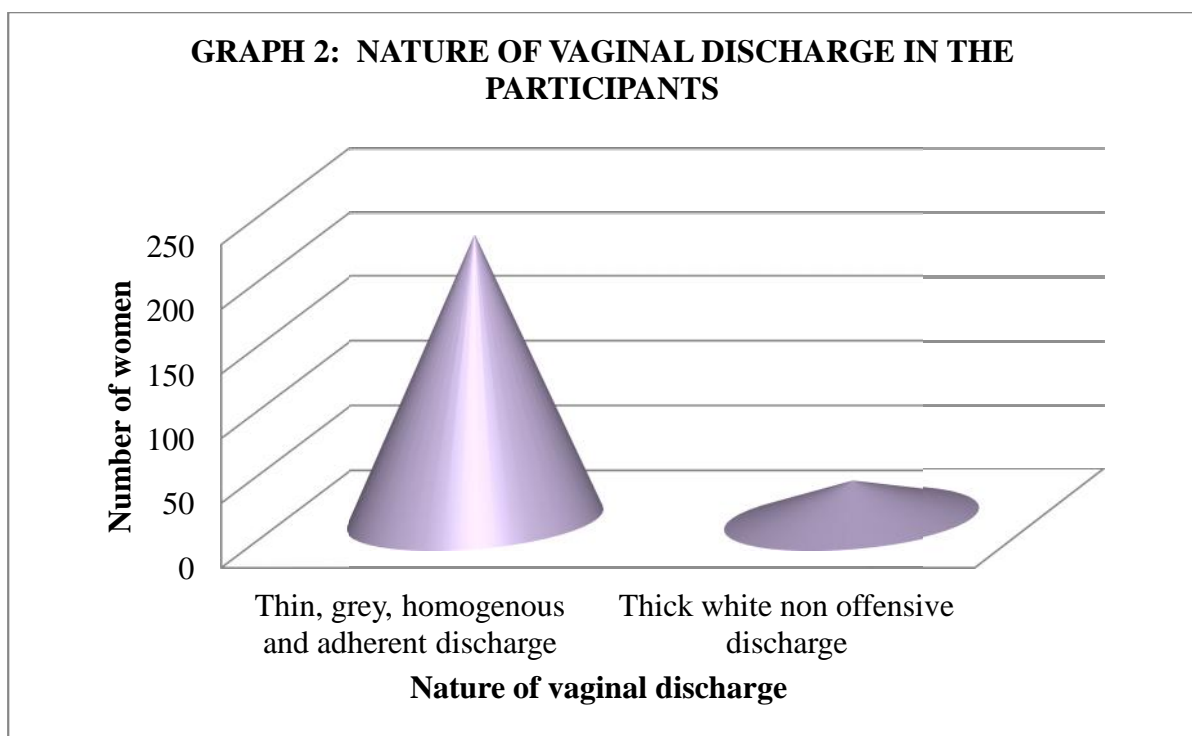 GRAPH 2: NATURE OF VAGINAL DISCHARGE IN THE
PARTICIPANTS
250
200
150
100
50
0
Number of women
Thin, grey, homogenous
and adherent discharge
Thick white non offensive
discharge
Nature of vaginal discharge